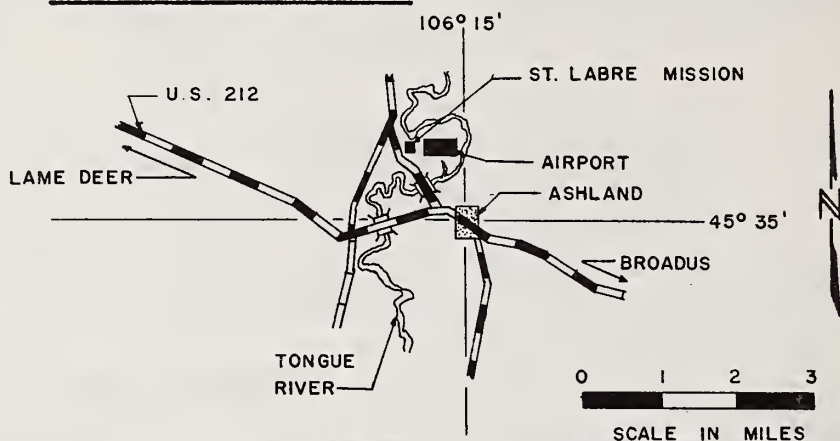 106° 15'
ST. LABRE MISSION
U.S. 212
AIRPORT
LAME DEER
ASHLAND
45° 35'
BROADUS
N
TONGUE
RIVER
0 1 2 3
SCALE IN MILES